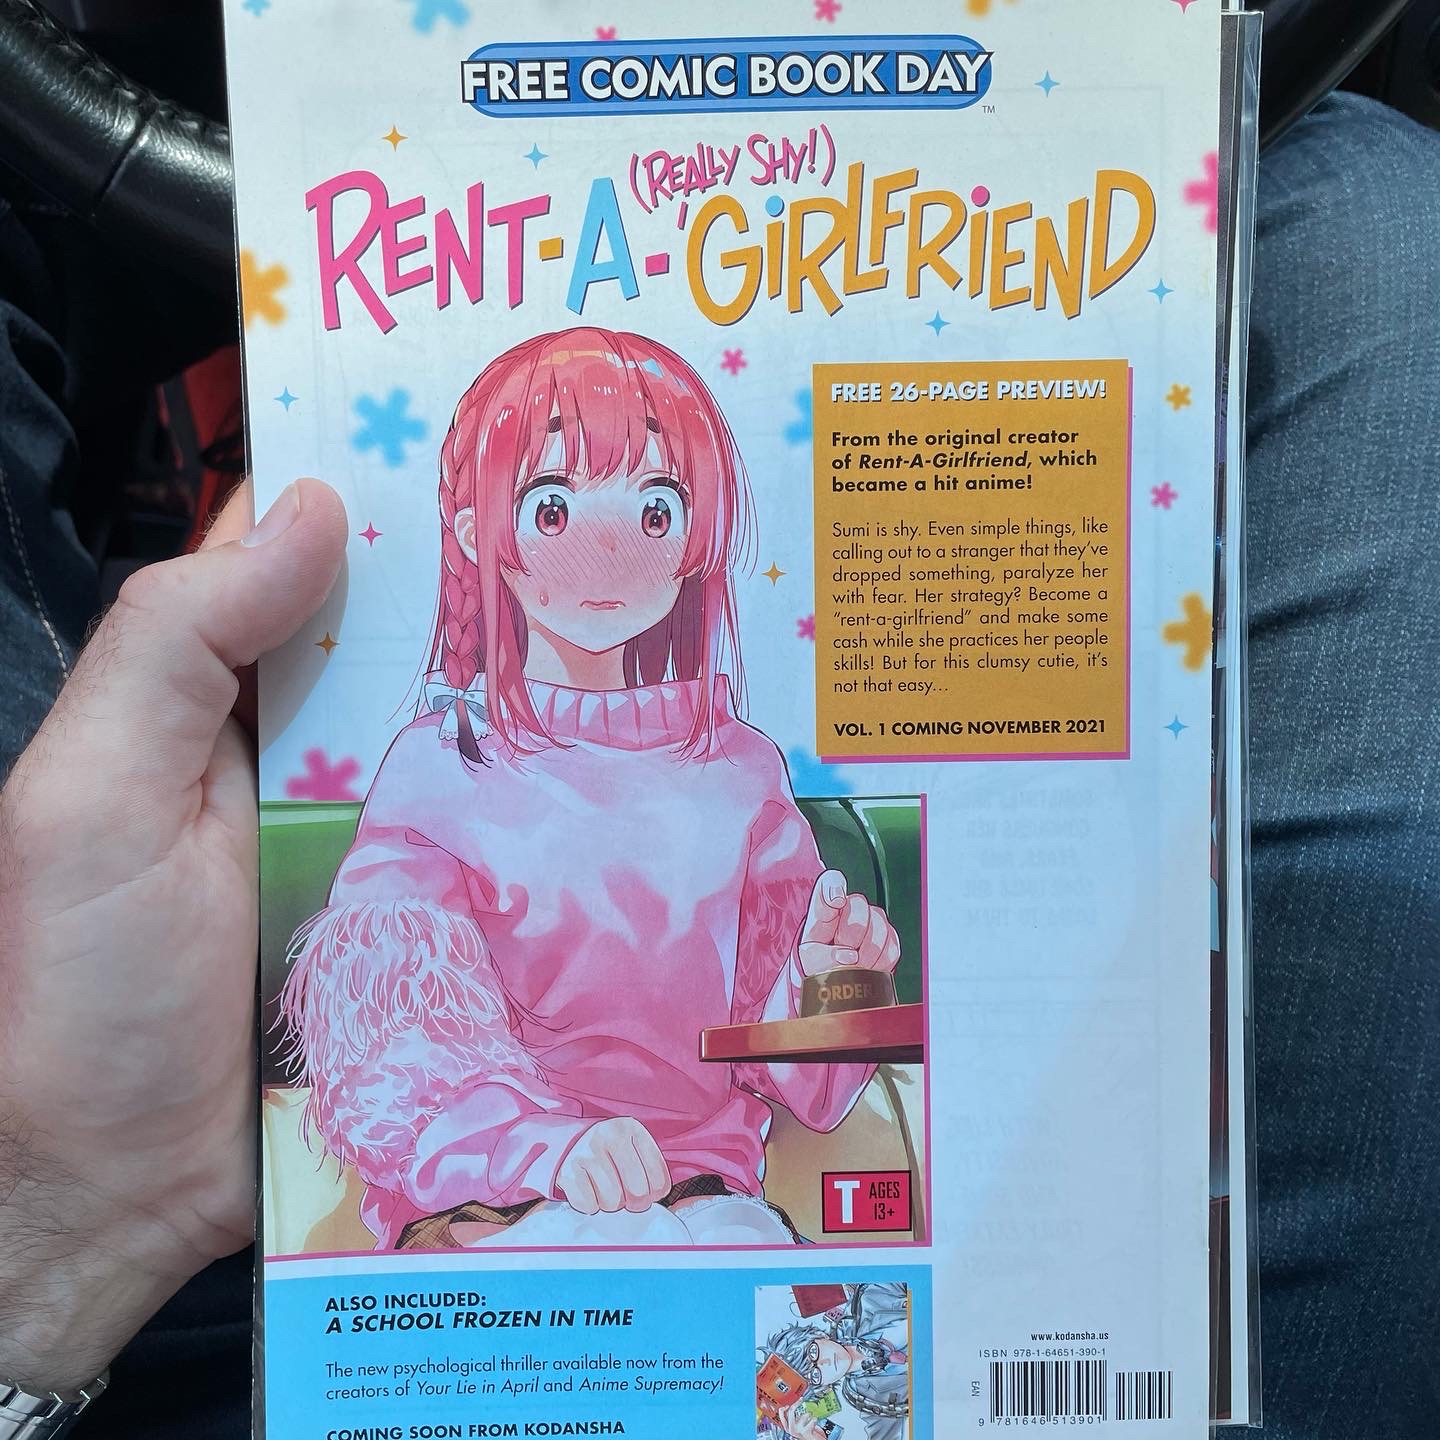 FREE COMIC BOOK DAY
TM
(REALLY SHY!)
RENT-A-GiRLFRiEND
FREE 26-PAGE PREVIEW!
From the original creator
of Rent-A-Girlfriend, which
became a hit anime!
Sumi is shy. Even simple things, like
calling out to a stranger that they've
dropped something, paralyze her
with fear. Her strategy? Become a
"rent-a-girlfriend" and make some
cash while she practices her people
skills! But for this clumsy cutie, it's
not that easy...
VOL. 1 COMING NOVEMBER 2021
ORDER
T AGES
13+
ALSO INCLUDED:
A SCHOOL FROZEN IN TIME
The new psychological thriller available now from the
creators of Your Lie in April and Anime Supremacy!
COMING SOON FROM KODANSHA
www.kodansha.us
ISBN 978-1-64651-390-1
EAN
9 781646 513901